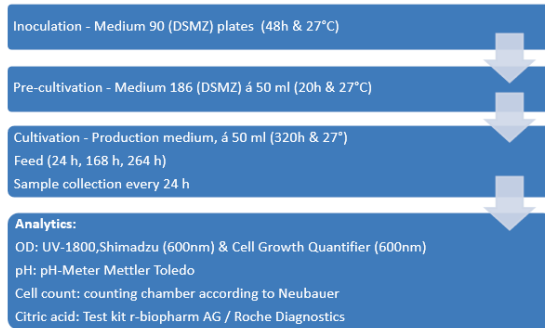 Inoculation - Medium 90 (DSMZ) plates (48h & 27°C)
Pre-cultivation - Medium 186 (DSMZ) á 50 ml (20h & 27°C)
Cultivation - Production medium, á 50 ml (320h & 27°)
Feed (24 h, 168 h, 264 h)
Sample collection every 24 h
Analytics:
OD: UV-1800,Shimadzu (600nm) & Cell Growth Quantifier (600nm)
pH: pH-Meter Mettler Toledo
Cell count: counting chamber according to Neubauer
Citric acid: Test kit r-biopharm AG / Roche Diagnostics